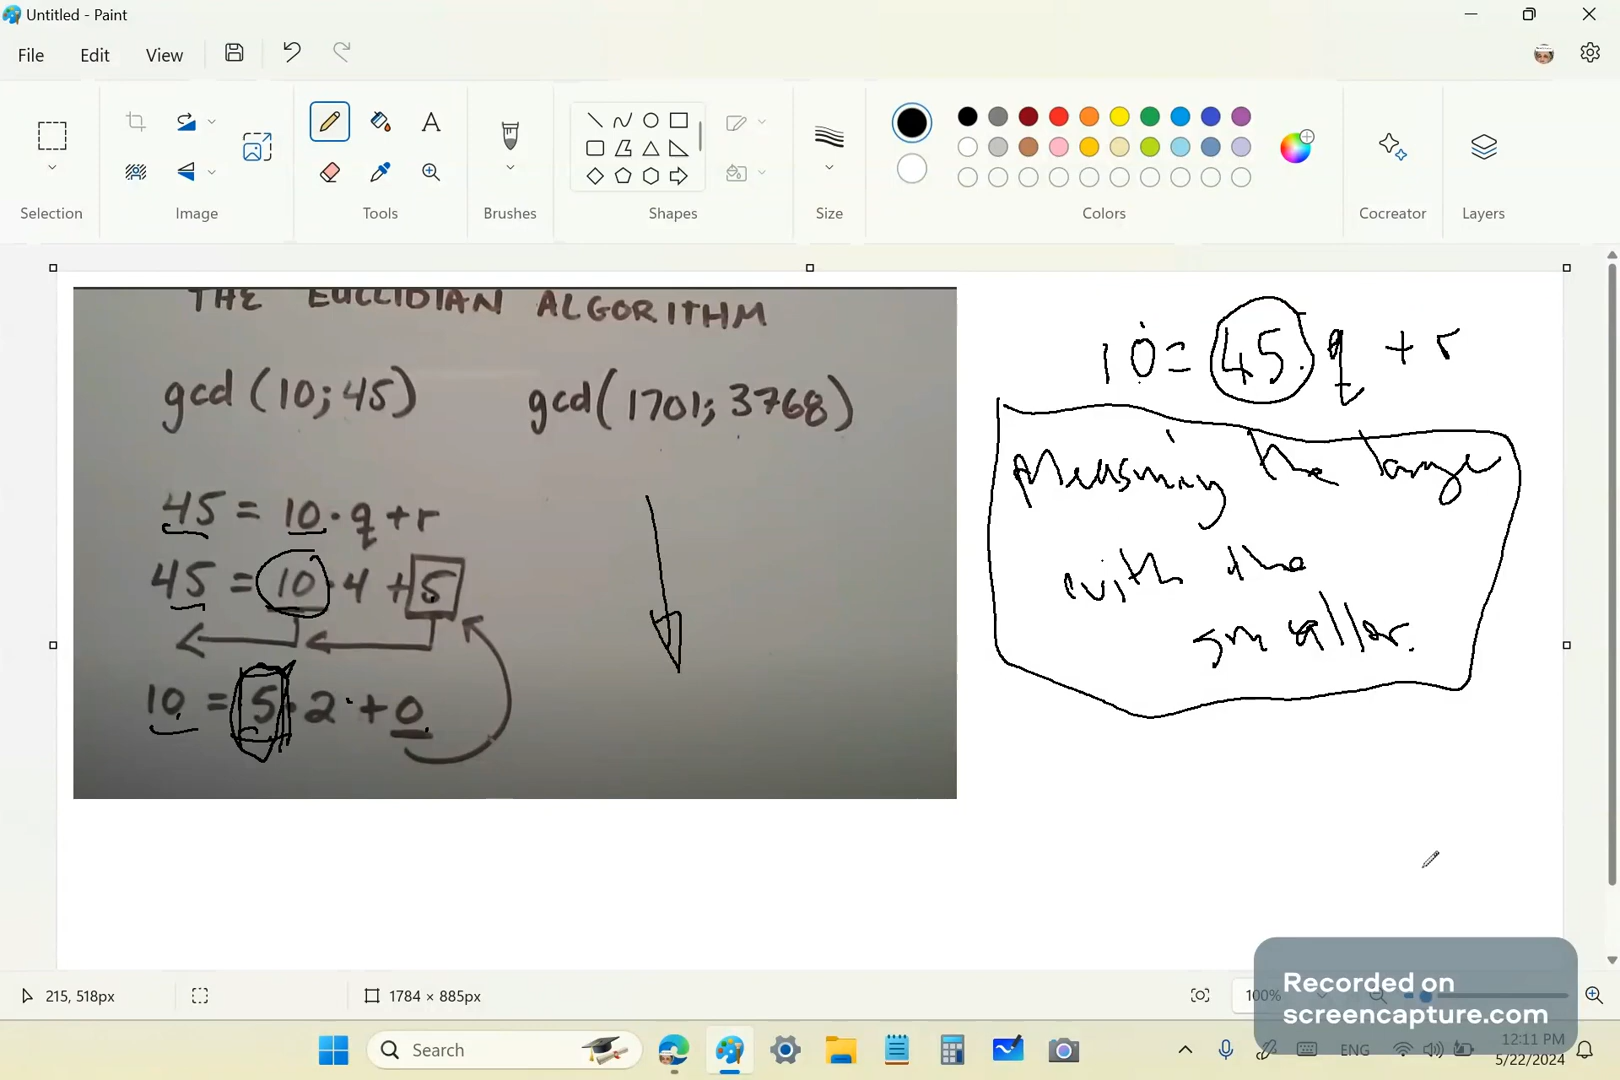 Untitled - Paint
File Edit View
Selection Image Tools Brushes Shapes Size Colors Cocreator Layers
THE EUCLIDIAN ALGORITHM
gcd (10; 45) gcd (1701; 3768)
45 = 10 · q + r
45 = 10 · 4 + 5
10 = 5 · 2 + 0
10 = 45 · q + r
Measuring the large
with the
smaller.
215, 518px 1784 × 885px 100%
Recorded on
screencapture.com
Search ENG 12:11 PM
5/22/2024